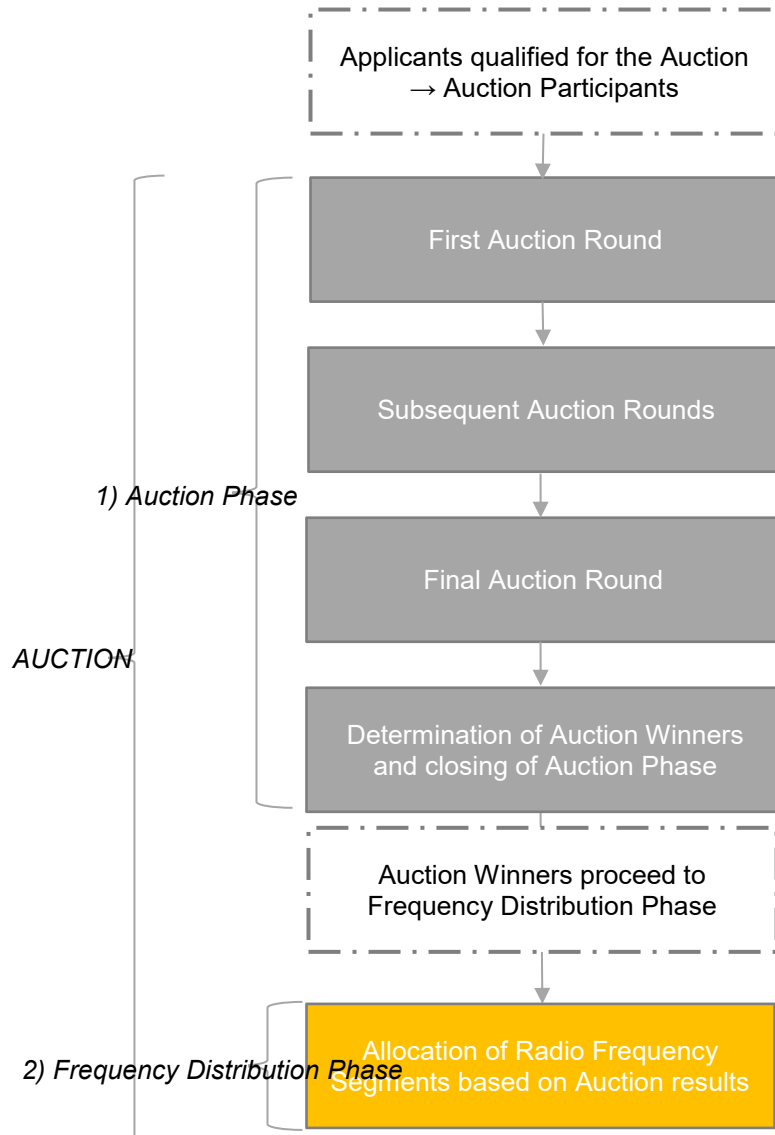 Applicants qualified for the Auction
→ Auction Participants
First Auction Round
Subsequent Auction Rounds
1) Auction Phase
Final Auction Round
AUCTION
Determination of Auction Winners
and closing of Auction Phase
Auction Winners proceed to
Frequency Distribution Phase
2) Frequency Distribution Phase
Allocation of Radio Frequency
Segments based on Auction results